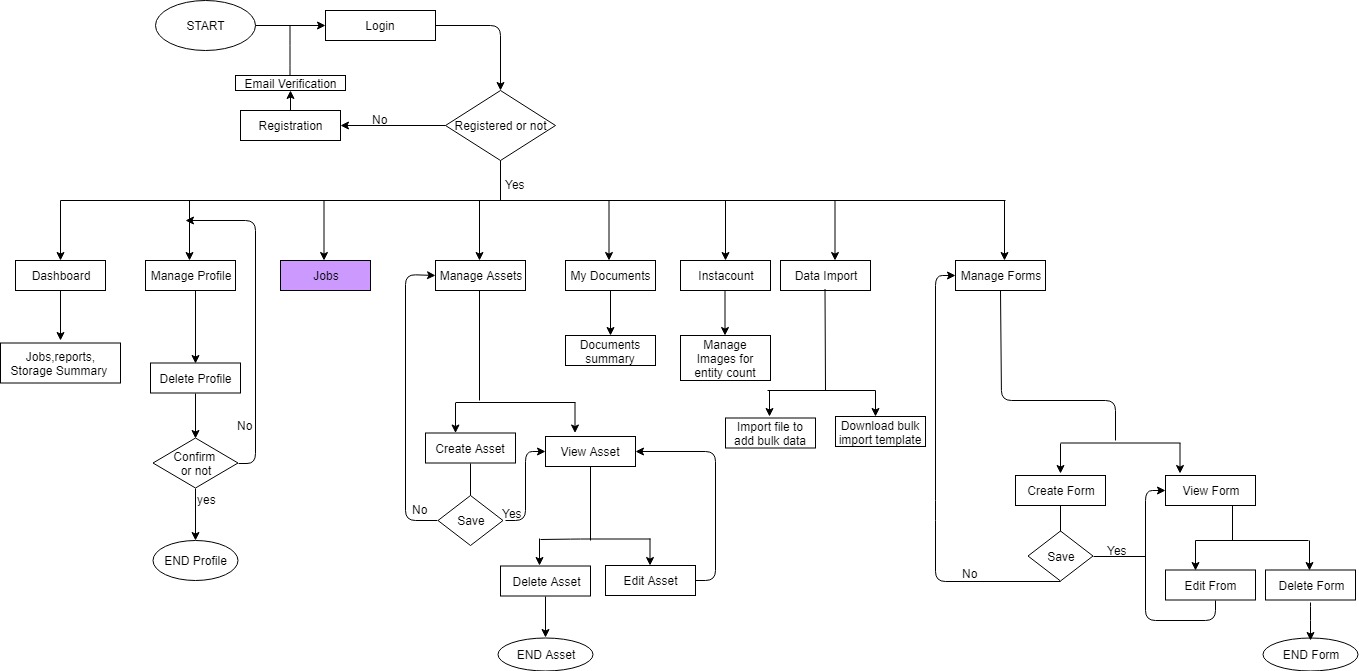 START
Login
Email Verification
Registration
No
Registered or not
Yes
Dashboard
Manage Profile
Jobs
Manage Assets
My Documents
Instacount
Data Import
Manage Forms
Jobs,reports,
Storage Summary
Delete Profile
Documents
summary
Manage
Images for
entity count
No
Confirm
or not
yes
END Profile
Import file to
add bulk data
Download bulk
import template
Create Asset
View Asset
No
Save
Yes
Delete Asset
Edit Asset
END Asset
Create Form
View Form
Save
Yes
No
Edit From
Delete Form
END Form